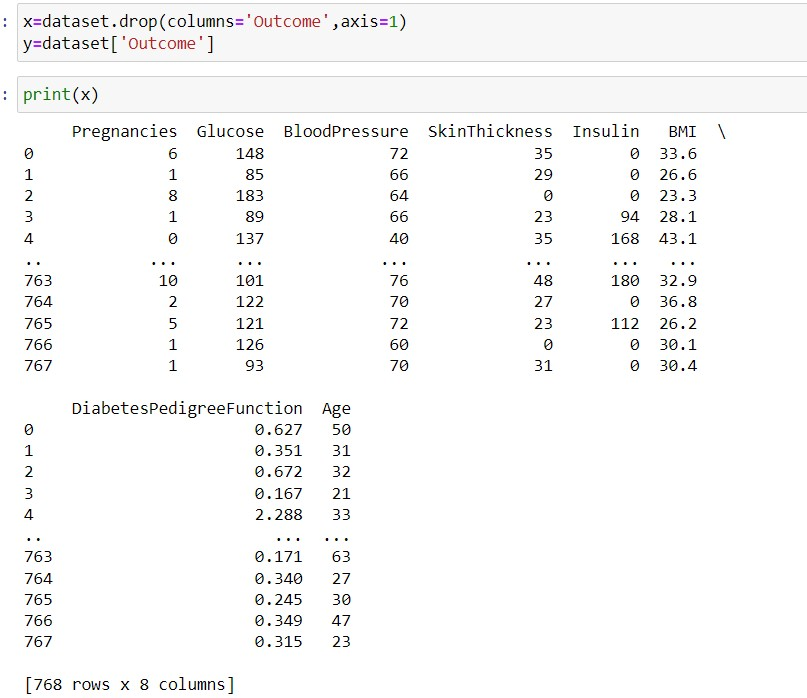 : x=dataset.drop(columns='Outcome',axis=1)
y=dataset['Outcome']
: print(x)
     Pregnancies  Glucose  BloodPressure  SkinThickness  Insulin   BMI  \
0              6      148             72             35        0  33.6
1              1       85             66             29        0  26.6
2              8      183             64              0        0  23.3
3              1       89             66             23       94  28.1
4              0      137             40             35      168  43.1
..           ...      ...            ...            ...      ...   ...
763           10      101             76             48      180  32.9
764            2      122             70             27        0  36.8
765            5      121             72             23      112  26.2
766            1      126             60              0        0  30.1
767            1       93             70             31        0  30.4
     DiabetesPedigreeFunction  Age
0                       0.627   50
1                       0.351   31
2                       0.672   32
3                       0.167   21
4                       2.288   33
..                        ...  ...
763                     0.171   63
764                     0.340   27
765                     0.245   30
766                     0.349   47
767                     0.315   23
[768 rows x 8 columns]